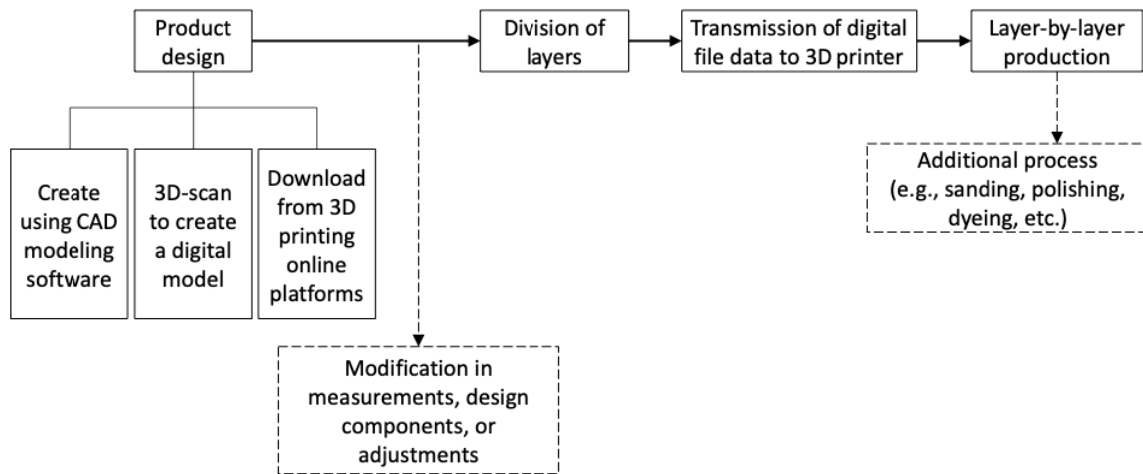 Product
design
Division of
layers
Transmission of digital
file data to 3D printer
Layer-by-layer
production
Create
using CAD
modeling
software
3D-scan
to create
a digital
model
Download
from 3D
printing
online
platforms
Additional process
(e.g., sanding, polishing,
dyeing, etc.)
Modification in
measurements, design
components, or
adjustments